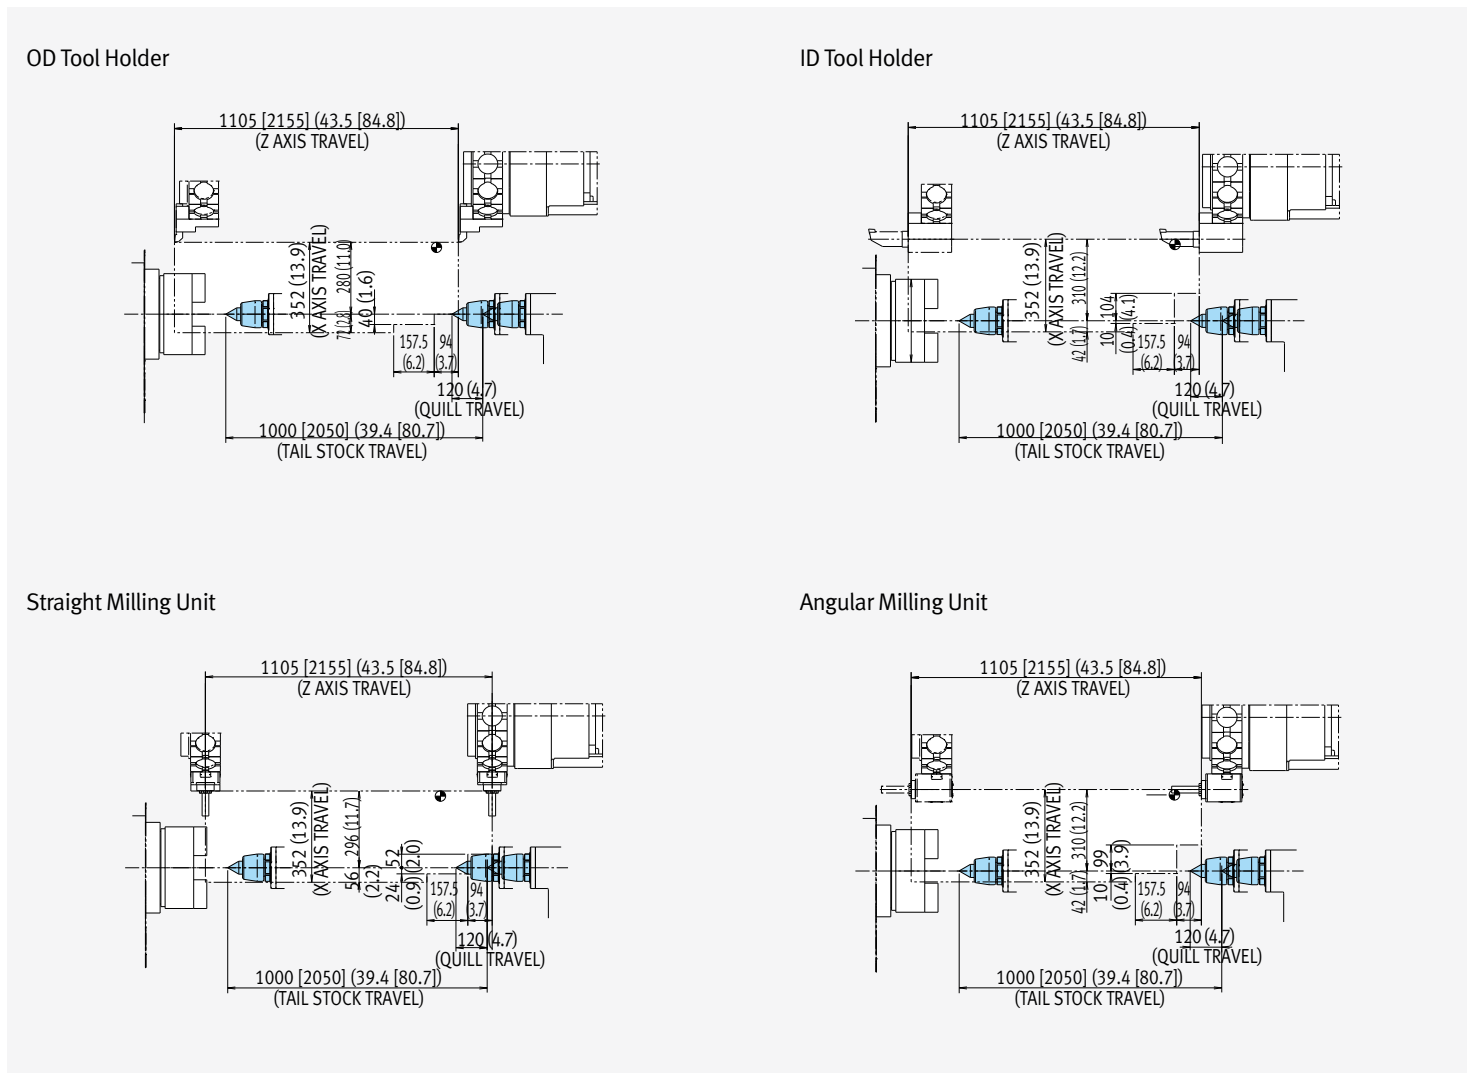 OD Tool Holder
1105 [2155] (43.5 [84.8])
(Z AXIS TRAVEL)
352 (13.9)
(X AXIS TRAVEL)
280 (11.0)
72 (2.8)
40 (1.6)
157.5
(6.2)
94
(3.7)
120 (4.7)
(QUILL TRAVEL)
1000 [2050] (39.4 [80.7])
(TAIL STOCK TRAVEL)
ID Tool Holder
1105 [2155] (43.5 [84.8])
(Z AXIS TRAVEL)
352 (13.9)
(X AXIS TRAVEL)
310 (12.2)
42 (1.7)
104
(4.1)
10
(0.4)
157.5
(6.2)
94
(3.7)
120 (4.7)
(QUILL TRAVEL)
1000 [2050] (39.4 [80.7])
(TAIL STOCK TRAVEL)
Straight Milling Unit
1105 [2155] (43.5 [84.8])
(Z AXIS TRAVEL)
352 (13.9)
(X AXIS TRAVEL)
296 (11.7)
56
(2.2)
52
(2.0)
24
(0.9)
157.5
(6.2)
94
(3.7)
120 (4.7)
(QUILL TRAVEL)
1000 [2050] (39.4 [80.7])
(TAIL STOCK TRAVEL)
Angular Milling Unit
1105 [2155] (43.5 [84.8])
(Z AXIS TRAVEL)
352 (13.9)
(X AXIS TRAVEL)
310 (12.2)
42 (1.7)
99
(3.9)
10
(0.4)
157.5
(6.2)
94
(3.7)
120 (4.7)
(QUILL TRAVEL)
1000 [2050] (39.4 [80.7])
(TAIL STOCK TRAVEL)